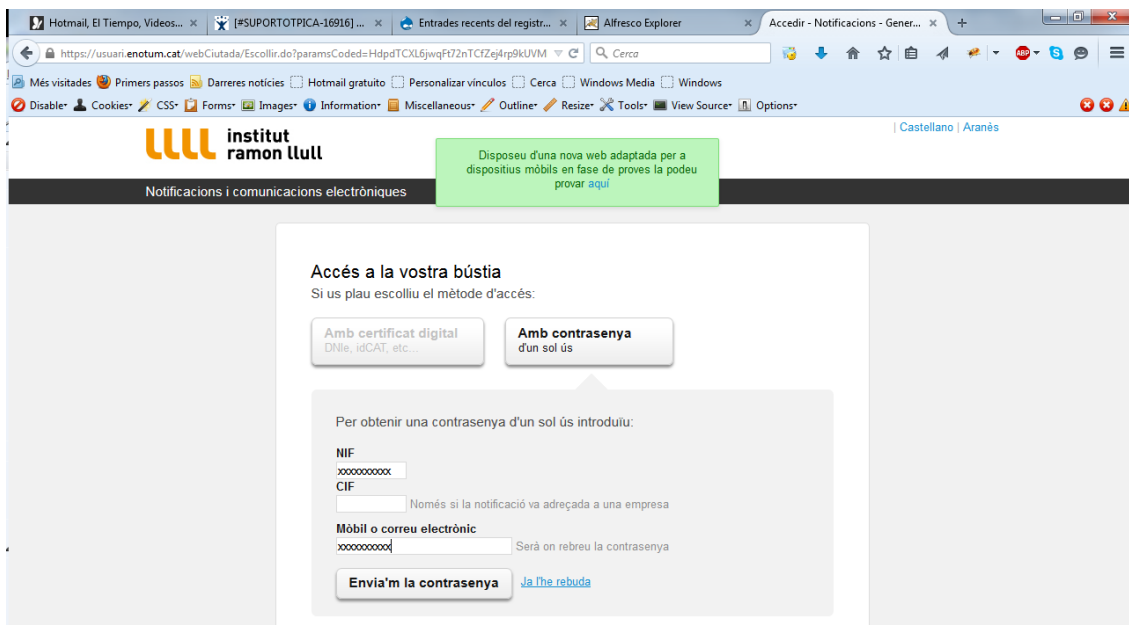 Hotmail, El Tiempo, Videos... ×
[#SUPORTOTPICA-16916] ... ×
Entrades recents del registr... ×
Alfresco Explorer ×
Accedir - Notificacions - Gener... ×
https://usuari.enotum.cat/webCiutada/Escollir.do?paramsCoded=HdpdTCXL6jwqFt72nTCfZej4rp9kUVM
Cerca
ABP
Més visitades Primers passos Darreres notícies Hotmail gratuito Personalizar vínculos Cerca Windows Media Windows
Disable Cookies CSS Forms Images Information Miscellaneous Outline Resize Tools View Source Options
| Castellano | Aranès
institut
ramon llull
Disposeu d'una nova web adaptada per a
dispositius mòbils en fase de proves la podeu
provar aquí
Notificacions i comunicacions electròniques
Accés a la vostra bústia
Si us plau escolliu el mètode d'accés:
Amb certificat digital
DNIe, idCAT, etc...
Amb contrasenya
d'un sol ús
Per obtenir una contrasenya d'un sol ús introduïu:
NIF
xxxxxxxxxx
CIF
Només si la notificació va adreçada a una empresa
Mòbil o correu electrònic
xxxxxxxxxx Serà on rebreu la contrasenya
Envia'm la contrasenya Ja l'he rebuda